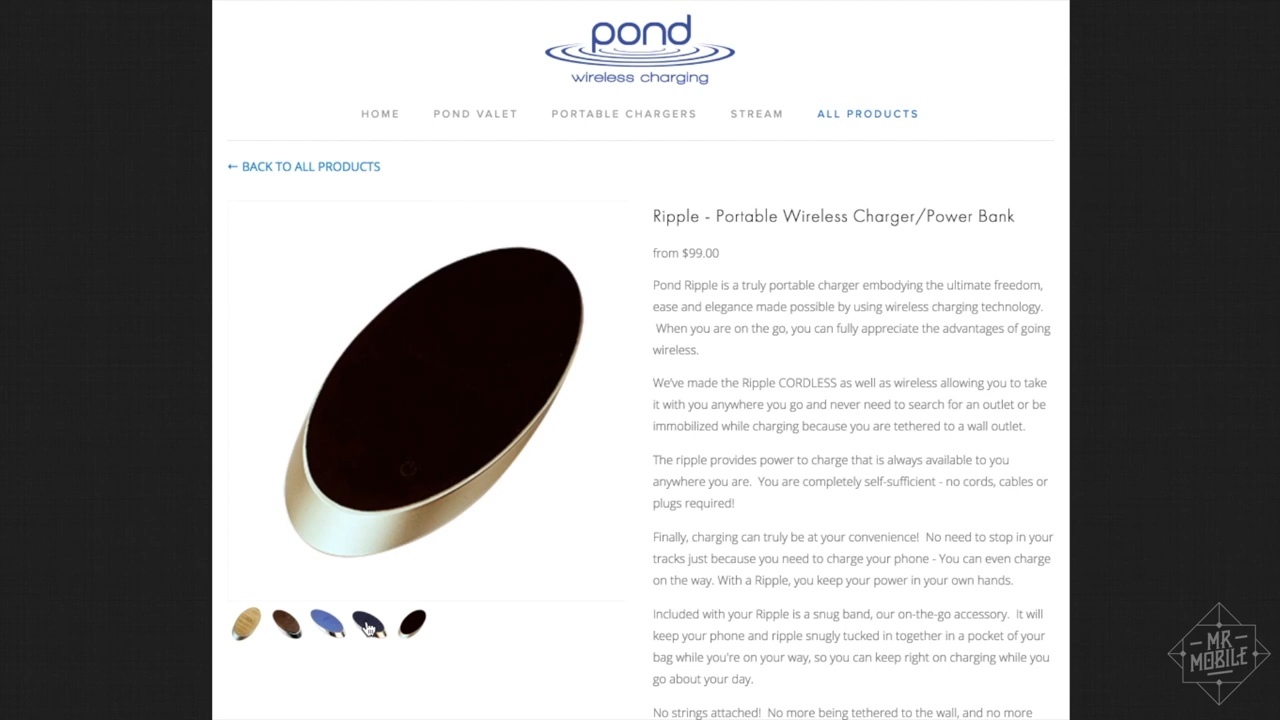 pond
wireless charging
HOME POND VALET PORTABLE CHARGERS STREAM ALL PRODUCTS
← BACK TO ALL PRODUCTS
Ripple - Portable Wireless Charger/Power Bank
from $99.00
Pond Ripple is a truly portable charger embodying the ultimate freedom,
ease and elegance made possible by using wireless charging technology.
When you are on the go, you can fully appreciate the advantages of going
wireless.
We've made the Ripple CORDLESS as well as wireless allowing you to take
it with you anywhere you go and never need to search for an outlet or be
immobilized while charging because you are tethered to a wall outlet.
The ripple provides power to charge that is always available to you
anywhere you are. You are completely self-sufficient - no cords, cables or
plugs required!
Finally, charging can truly be at your convenience! No need to stop in your
tracks just because you need to charge your phone - You can even charge
on the way. With a Ripple, you keep your power in your own hands.
Included with your Ripple is a snug band, our on-the-go accessory. it will
keep your phone and ripple snugly tucked in together in a pocket of your
bag while you're on your way, so you can keep right on charging while you
go about your day.
No strings attached! No more being tethered to the wall, and no more
MR
MOBILE